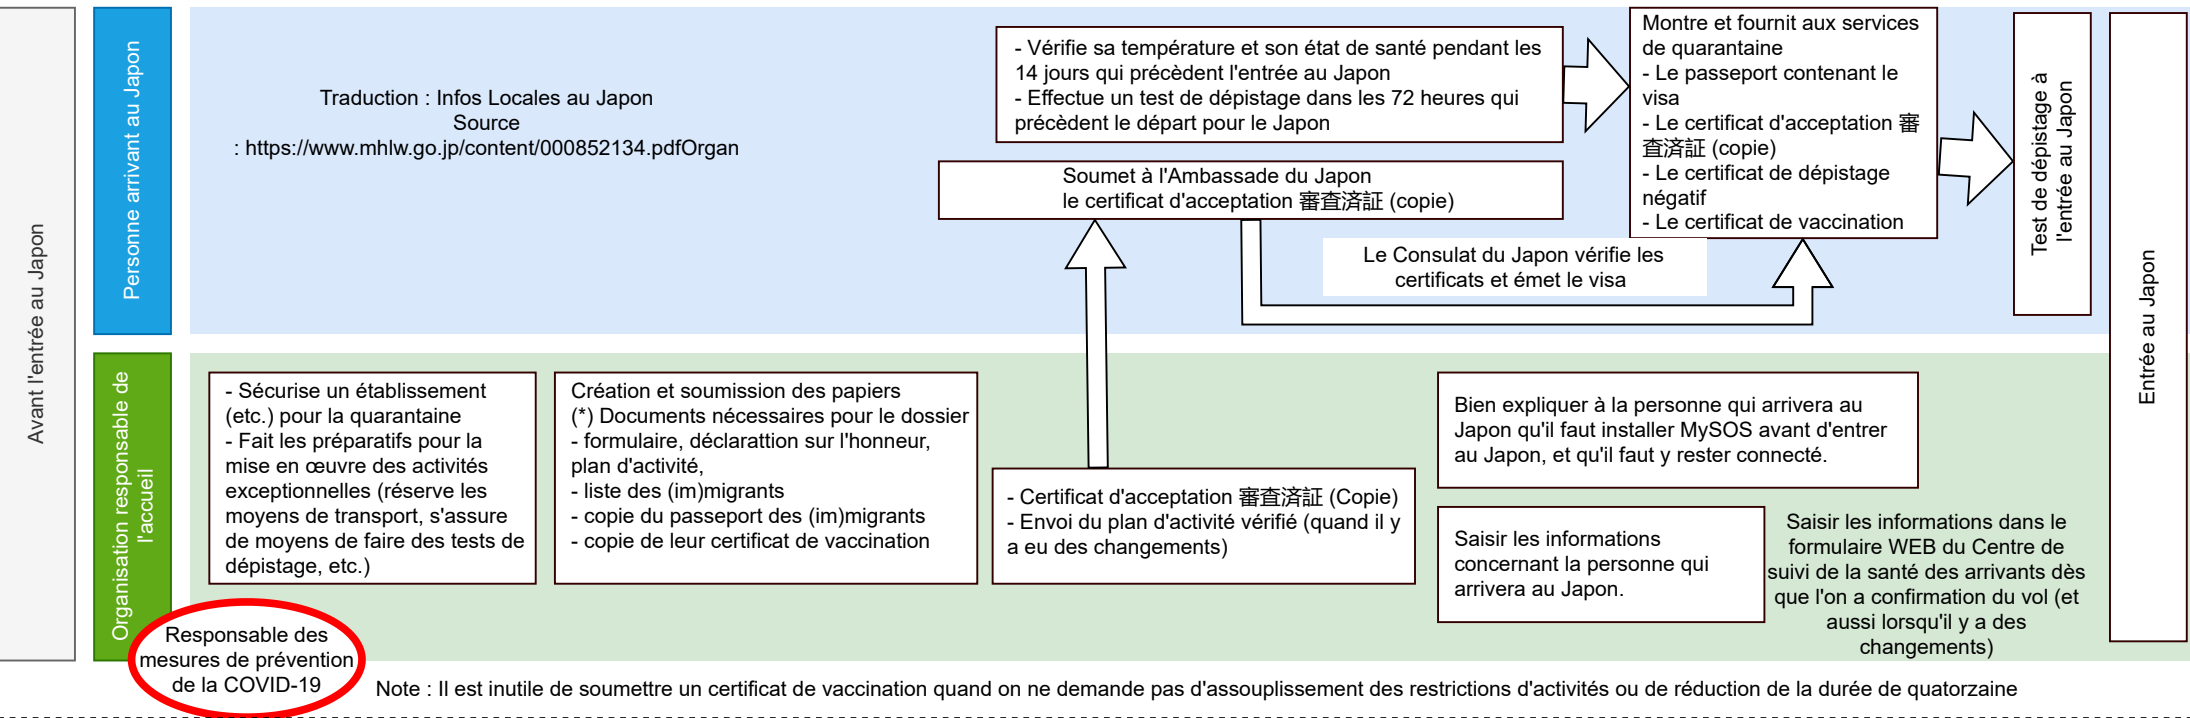 Avant l'entrée au Japon
Personne arrivant au Japon
Traduction : Infos Locales au Japon
Source
: https://www.mhlw.go.jp/content/000852134.pdfOrgan
- Vérifie sa température et son état de santé pendant les
14 jours qui précèdent l'entrée au Japon
- Effectue un test de dépistage dans les 72 heures qui
précèdent le départ pour le Japon
Soumet à l'Ambassade du Japon
le certificat d'acceptation 審査済証 (copie)
Le Consulat du Japon vérifie les
certificats et émet le visa
Montre et fournit aux services
de quarantaine
- Le passeport contenant le
visa
- Le certificat d'acceptation 審
査済証 (copie)
- Le certificat de dépistage
négatif
- Le certificat de vaccination
Test de dépistage à
l'entrée au Japon
Entrée au Japon
Organisation responsable de
l'accueil
- Sécurise un établissement
(etc.) pour la quarantaine
- Fait les préparatifs pour la
mise en œuvre des activités
exceptionnelles (réserve les
moyens de transport, s'assure
de moyens de faire des tests de
dépistage, etc.)
Création et soumission des papiers
(*) Documents nécessaires pour le dossier
- formulaire, déclarattion sur l'honneur,
plan d'activité,
- liste des (im)migrants
- copie du passeport des (im)migrants
- copie de leur certificat de vaccination
- Certificat d'acceptation 審査済証 (Copie)
- Envoi du plan d'activité vérifié (quand il y
a eu des changements)
Bien expliquer à la personne qui arrivera au
Japon qu'il faut installer MySOS avant d'entrer
au Japon, et qu'il faut y rester connecté.
Saisir les informations
concernant la personne qui
arrivera au Japon.
Saisir les informations dans le
formulaire WEB du Centre de
suivi de la santé des arrivants dès
que l'on a confirmation du vol (et
aussi lorsqu'il y a des
changements)
Responsable des
mesures de prévention
de la COVID-19
Note : Il est inutile de soumettre un certificat de vaccination quand on ne demande pas d'assouplissement des restrictions d'activités ou de réduction de la durée de quatorzaine